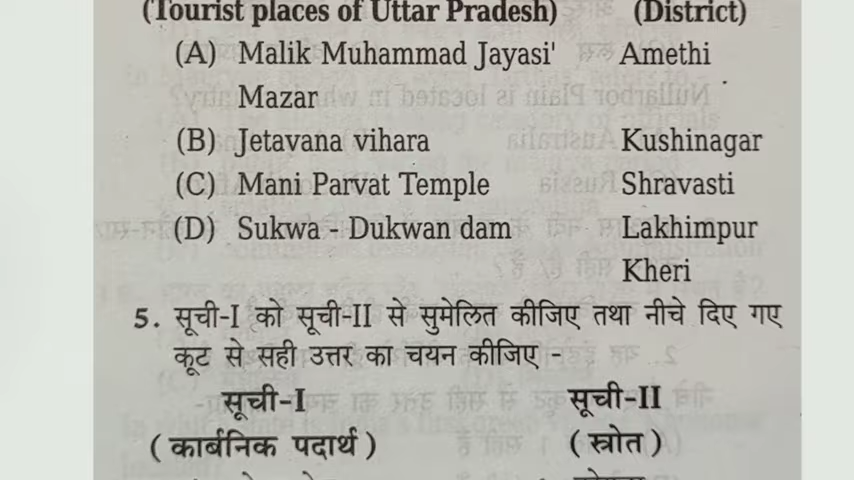 (Tourist places of Uttar Pradesh) (District)
(A) Malik Muhammad Jayasi' Amethi
Mazar
(B) Jetavana vihara Kushinagar
(C) Mani Parvat Temple Shravasti
(D) Sukwa - Dukwan dam Lakhimpur
Kheri
5. सूची-I को सूची-II से सुमेलित कीजिए तथा नीचे दिए गए
कूट से सही उत्तर का चयन कीजिए -
सूची-I सूची-II
(कार्बनिक पदार्थ) (स्त्रोत)